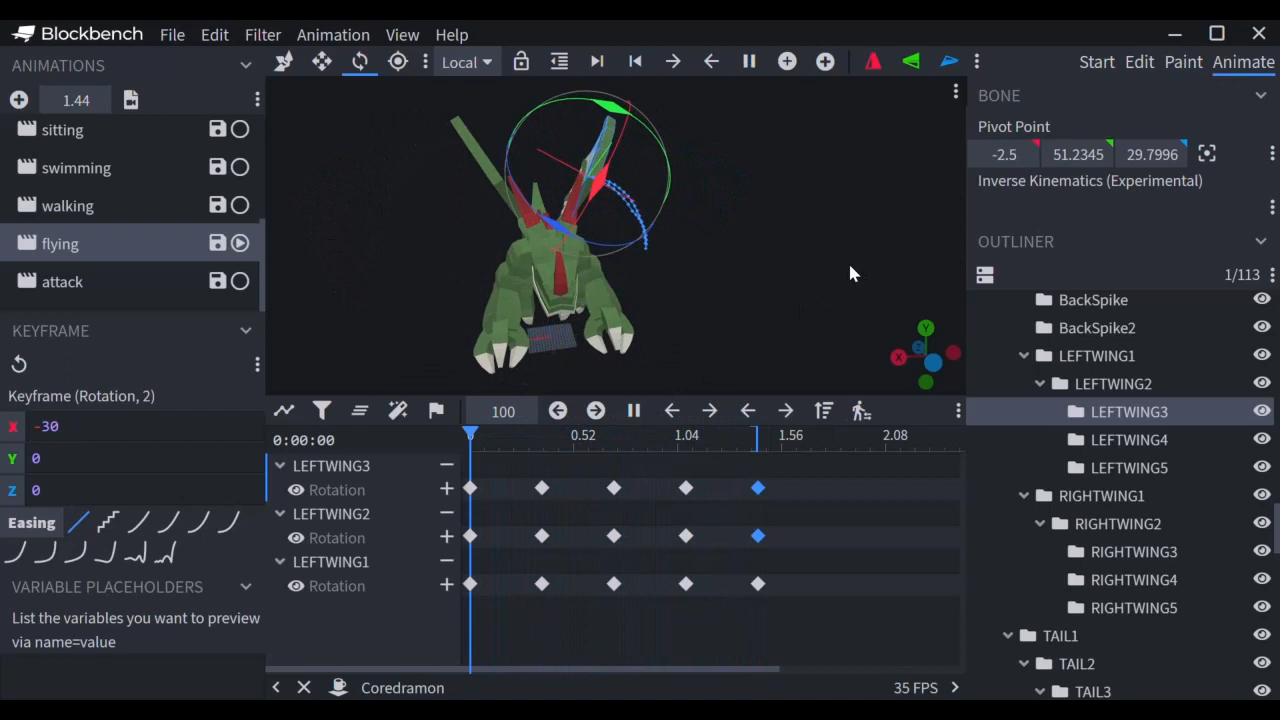 Blockbench File Edit Filter Animation View Help
ANIMATIONS
Local
Start Edit Paint Animate
1.44
sitting
swimming
walking
flying
attack
KEYFRAME
Keyframe (Rotation, 2)
X -30
Y 0
Z 0
Easing
VARIABLE PLACEHOLDERS
List the variables you want to preview
via name=value
X
Y
Z
100
0:00:00
0 0.52 1.04 1.56 2.08
LEFTWING3
Rotation
LEFTWING2
Rotation
LEFTWING1
Rotation
Coredramon
35 FPS
BONE
Pivot Point
-2.5 51.2345 29.7996
Inverse Kinematics (Experimental)
OUTLINER
1/113
BackSpike
BackSpike2
LEFTWING1
LEFTWING2
LEFTWING3
LEFTWING4
LEFTWING5
RIGHTWING1
RIGHTWING2
RIGHTWING3
RIGHTWING4
RIGHTWING5
TAIL1
TAIL2
TAIL3